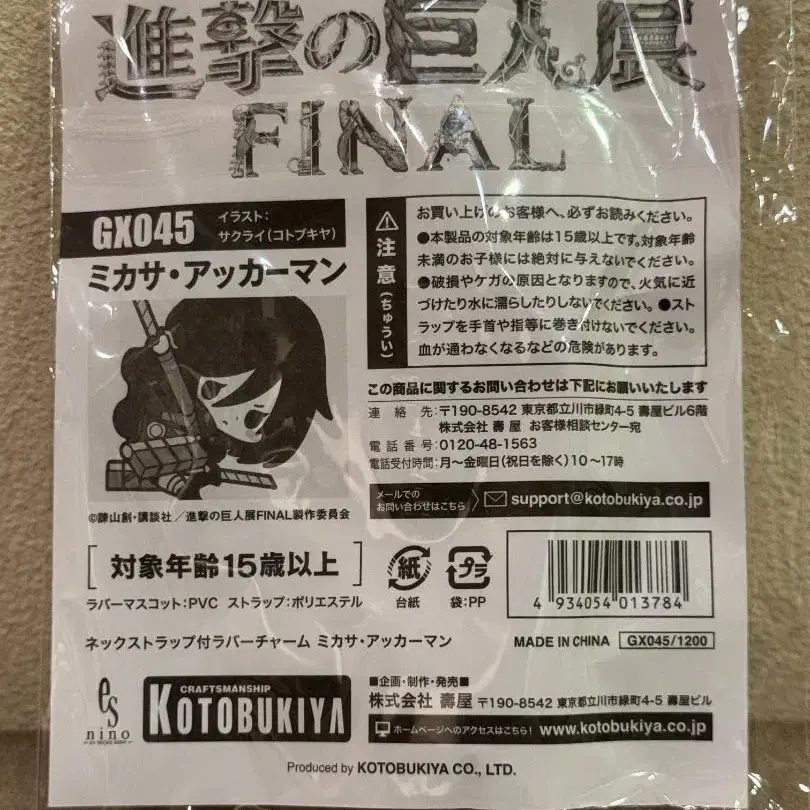 進撃の巨人展
FINAL
GX045
イラスト:
サクライ(コトブキヤ)
ミカサ・アッカーマン
©諫山創・講談社/進撃の巨人展FINAL製作委員会
注意(ちゅうい)
お買い上げのお客様へ、必ずお読みください。
●本製品の対象年齢は15歳以上です。対象年齢
未満のお子様には絶対に与えないでください。
●破損やケガの原因となりますので、火気に近
づけたり水に濡らしたりしないでください。●スト
ラップを手首や指等に巻き付けないでください。
血が通わなくなるなどの危険があります。
この商品に関するお問い合わせは下記にお願いいたします
連絡先:〒190-8542 東京都立川市緑町4-5 壽屋ビル6階
株式会社 壽屋 お客様相談センター宛
電話番号:0120-48-1563
電話受付時間:月〜金曜日(祝日を除く)10〜17時
メールでの
お問い合わせはこちら
support@kotobukiya.co.jp
対象年齢15歳以上
ラバーマスコット:PVC ストラップ:ポリエステル
紙
台紙
プラ
袋:PP
4 934054 013784
ネックストラップ付ラバーチャーム ミカサ・アッカーマン
MADE IN CHINA
GX045/1200
es
nino
CRAFTSMANSHIP
KOTOBUKIYA
■企画・制作・発売■
株式会社 壽屋 〒190-8542 東京都立川市緑町4-5 壽屋ビル
ホームページへのアクセスはこちら!
www.kotobukiya.co.jp
Produced by KOTOBUKIYA CO., LTD.